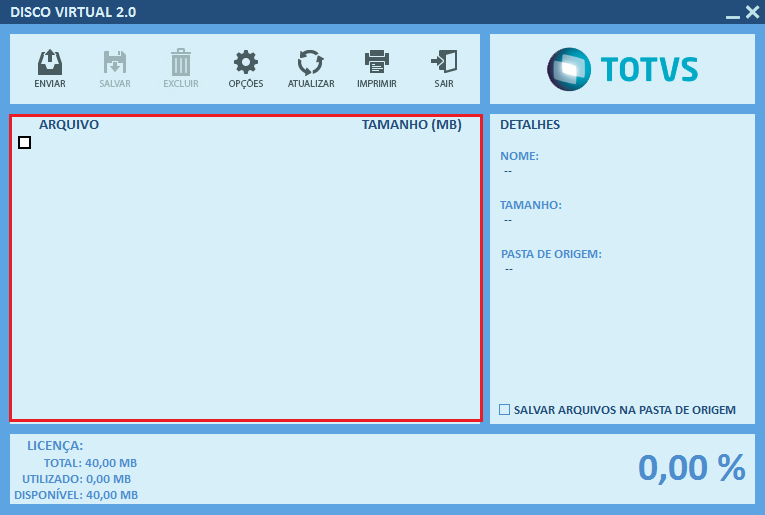 DISCO VIRTUAL 2.0
ENVIAR SALVAR EXCLUIR OPÇÕES ATUALIZAR IMPRIMIR SAIR
TOTVS
ARQUIVO TAMANHO (MB)
DETALHES
NOME:
--
TAMANHO:
--
PASTA DE ORIGEM:
--
SALVAR ARQUIVOS NA PASTA DE ORIGEM
LICENÇA:
TOTAL: 40,00 MB
UTILIZADO: 0,00 MB
DISPONÍVEL: 40,00 MB
0,00 %